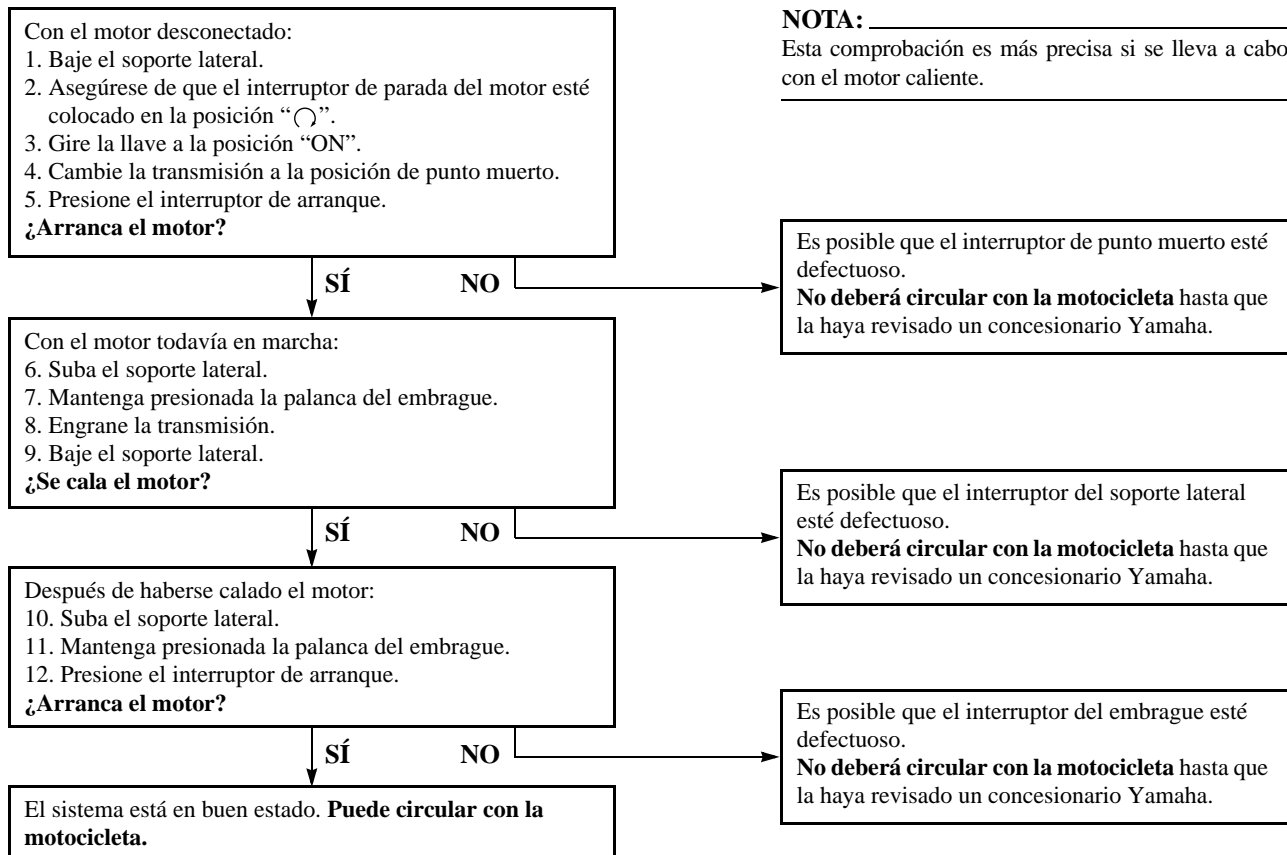 Con el motor desconectado:
1. Baje el soporte lateral.
2. Asegúrese de que el interruptor de parada del motor esté
colocado en la posición “ ”.
3. Gire la llave a la posición “ON”.
4. Cambie la transmisión a la posición de punto muerto.
5. Presione el interruptor de arranque.
¿Arranca el motor?
NOTA:
Esta comprobación es más precisa si se lleva a cabo
con el motor caliente.
SÍ NO
Es posible que el interruptor de punto muerto esté
defectuoso.
No deberá circular con la motocicleta hasta que
la haya revisado un concesionario Yamaha.
Con el motor todavía en marcha:
6. Suba el soporte lateral.
7. Mantenga presionada la palanca del embrague.
8. Engrane la transmisión.
9. Baje el soporte lateral.
¿Se cala el motor?
SÍ NO
Es posible que el interruptor del soporte lateral
esté defectuoso.
No deberá circular con la motocicleta hasta que
la haya revisado un concesionario Yamaha.
Después de haberse calado el motor:
10. Suba el soporte lateral.
11. Mantenga presionada la palanca del embrague.
12. Presione el interruptor de arranque.
¿Arranca el motor?
SÍ NO
Es posible que el interruptor del embrague esté
defectuoso.
No deberá circular con la motocicleta hasta que
la haya revisado un concesionario Yamaha.
El sistema está en buen estado. Puede circular con la
motocicleta.